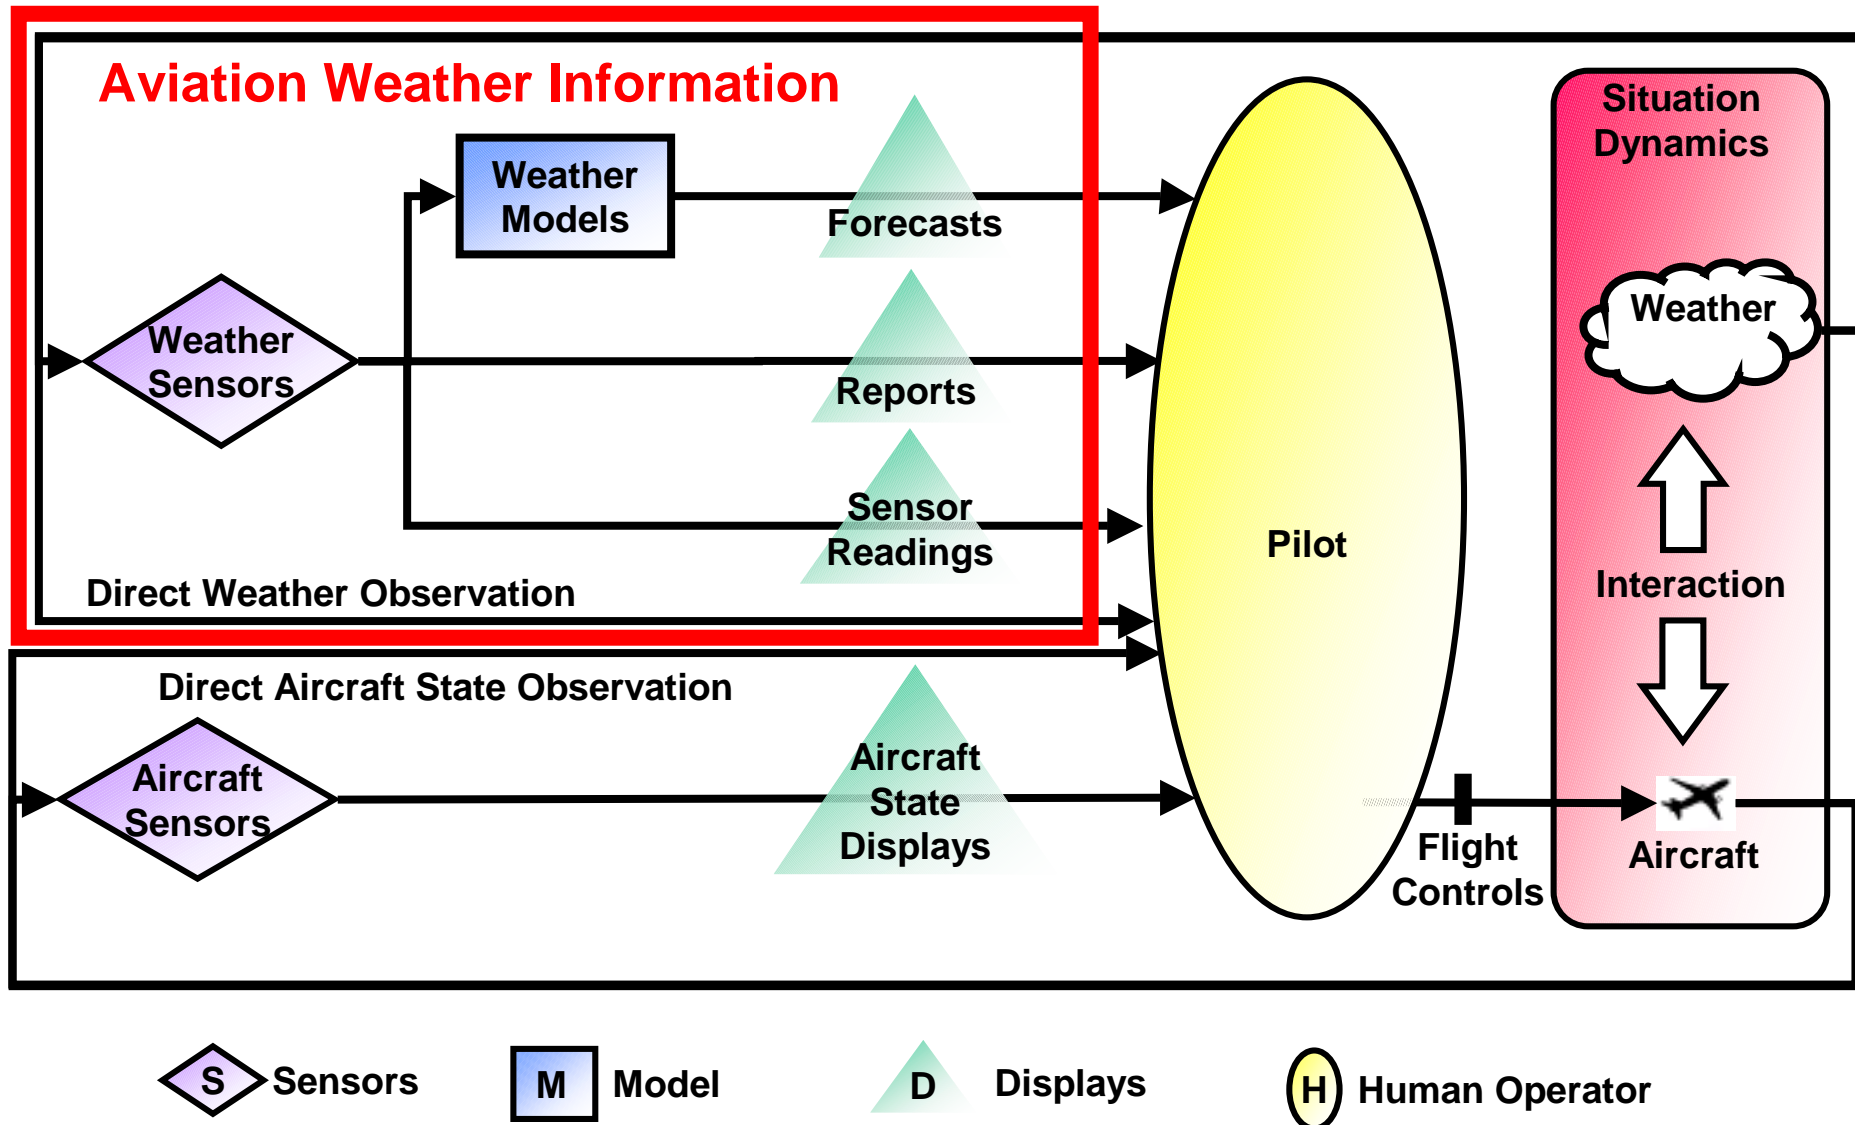 Aviation Weather Information
Situation
Dynamics
Weather
Models
Forecasts
Weather
Weather
Sensors
Reports
Sensor
Readings
Pilot
Interaction
Direct Weather Observation
Direct Aircraft State Observation
Aircraft
Sensors
Aircraft
State
Displays
Flight
Controls
Aircraft
S Sensors
M Model
D Displays
H Human Operator